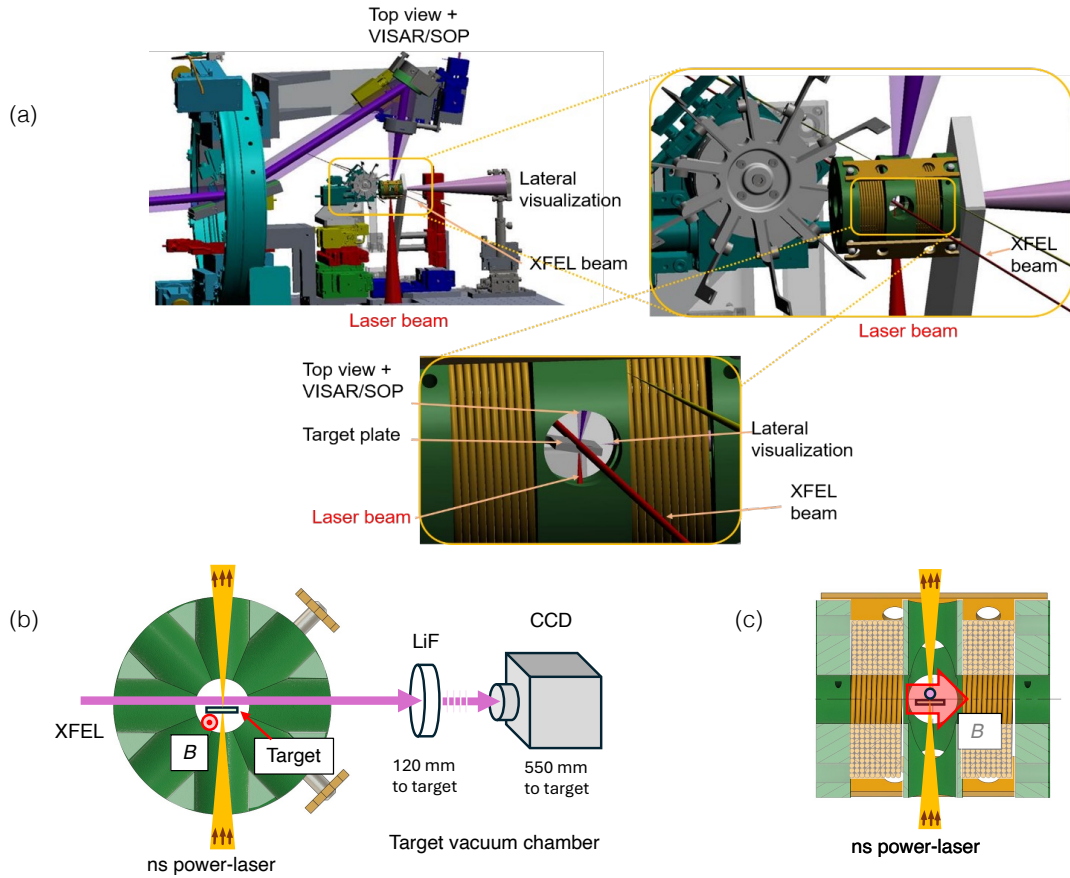 Top view +
VISAR/SOP
(a)
Lateral
visualization
XFEL beam
Laser beam
XFEL
beam
Laser beam
Top view +
VISAR/SOP
Target plate
Lateral
visualization
Laser beam
XFEL
beam
(b)
LiF
CCD
(c)
XFEL
B
Target
B
120 mm
to target
550 mm
to target
ns power-laser
Target vacuum chamber
ns power-laser